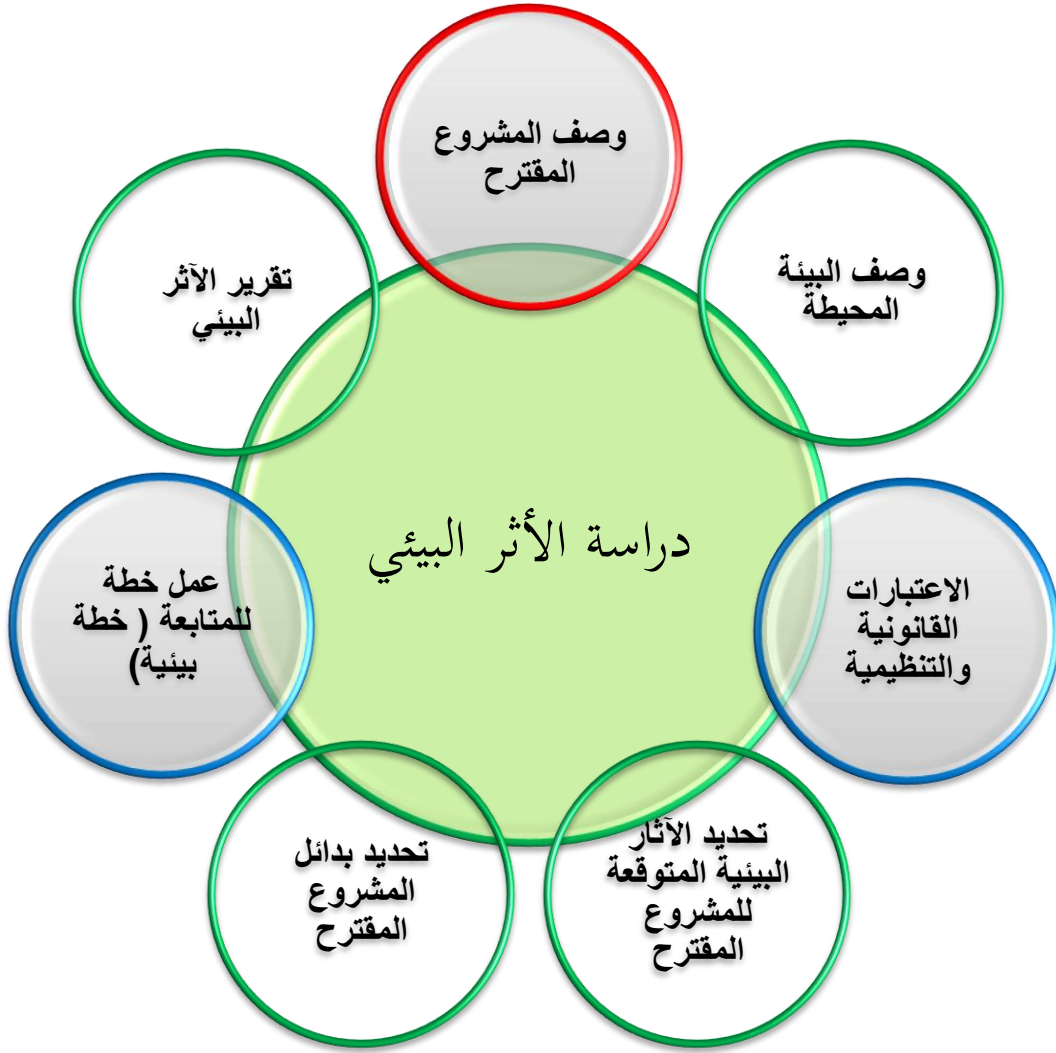 وصف المشروع
المقترح
وصف البيئة
المحيطة
الاعتبارات
القانونية
والتنظيمية
تحديد الآثار
البيئية المتوقعة
للمشروع
المقترح
تحديد بدائل
المشروع
المقترح
عمل خطة
للمتابعة ( خطة
بيئية)
تقرير الآثر
البيئي
دراسة الأثر البيئي